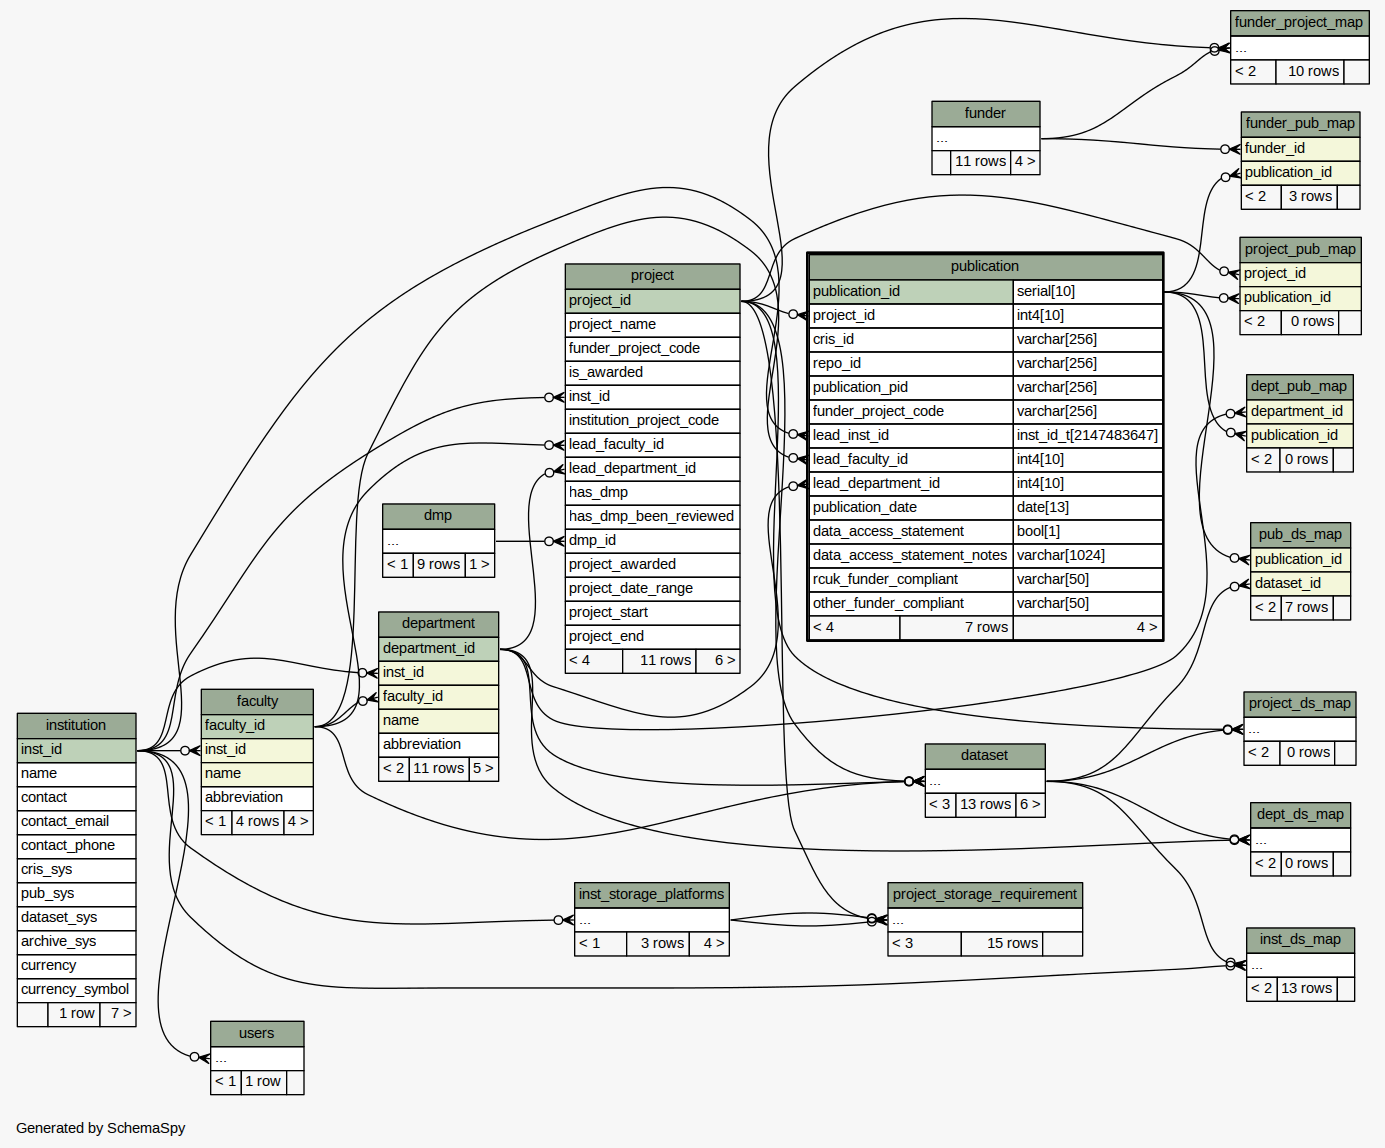 funder_project_map
...
< 2 10 rows
funder
...
11 rows 4 >
funder_pub_map
funder_id
publication_id
< 2 3 rows
project_pub_map
project_id
publication_id
< 2 0 rows
project
project_id
project_name
funder_project_code
is_awarded
inst_id
institution_project_code
lead_faculty_id
lead_department_id
has_dmp
has_dmp_been_reviewed
dmp_id
project_awarded
project_date_range
project_start
project_end
< 4 11 rows 6 >
publication
publication_id serial[10]
project_id int4[10]
cris_id varchar[256]
repo_id varchar[256]
publication_pid varchar[256]
funder_project_code varchar[256]
lead_inst_id inst_id_t[2147483647]
lead_faculty_id int4[10]
lead_department_id int4[10]
publication_date date[13]
data_access_statement bool[1]
data_access_statement_notes varchar[1024]
rcuk_funder_compliant varchar[50]
other_funder_compliant varchar[50]
< 4 7 rows 4 >
dept_pub_map
department_id
publication_id
< 2 0 rows
dmp
...
< 1 9 rows 1 >
pub_ds_map
publication_id
dataset_id
< 2 7 rows
department
department_id
inst_id
faculty_id
name
abbreviation
< 2 11 rows 5 >
faculty
faculty_id
inst_id
name
abbreviation
< 1 4 rows 4 >
institution
inst_id
name
contact
contact_email
contact_phone
cris_sys
pub_sys
dataset_sys
archive_sys
currency
currency_symbol
1 row 7 >
project_ds_map
...
< 2 0 rows
dataset
...
< 3 13 rows 6 >
dept_ds_map
...
< 2 0 rows
inst_storage_platforms
...
< 1 3 rows 4 >
project_storage_requirement
...
< 3 15 rows
inst_ds_map
...
< 2 13 rows
users
...
< 1 1 row
Generated by SchemaSpy